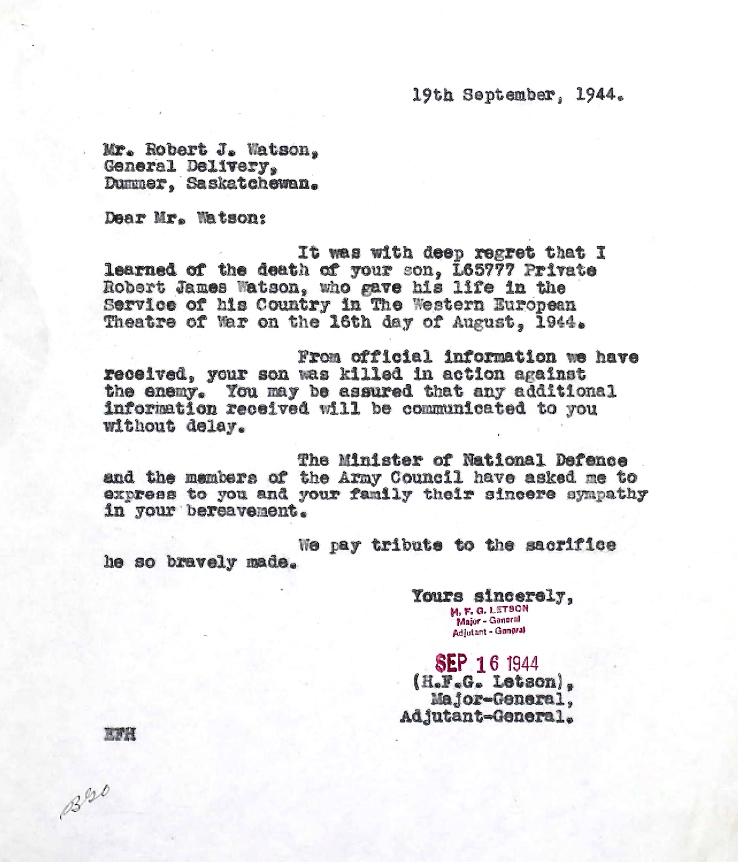 19th September, 1944.
Mr. Robert J. Watson,
General Delivery,
Dummer, Saskatchewan.
Dear Mr. Watson:
It was with deep regret that I
learned of the death of your son, L65777 Private
Robert James Watson, who gave his life in the
Service of his Country in The Western European
Theatre of War on the 16th day of August, 1944.
From official information we have
received, your son was killed in action against
the enemy. You may be assured that any additional
information received will be communicated to you
without delay.
The Minister of National Defence
and the members of the Army Council have asked me to
express to you and your family their sincere sympathy
in your bereavement.
We pay tribute to the sacrifice
he so bravely made.
Yours sincerely,
H. F. G. LETSON
Major - General
Adjutant - General
SEP 16 1944
(H.F.G. Letson),
Major-General,
Adjutant-General.